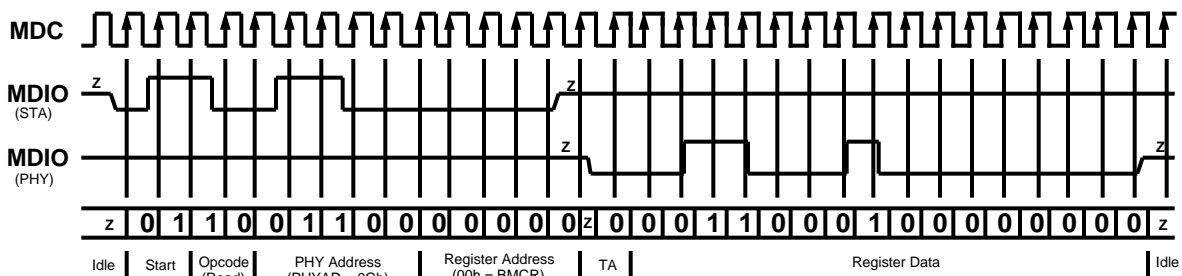 MDC
z
z
MDIO
(STA)
z
z
MDIO
(PHY)
z 0 1 1 0 0 1 1 0 0 0 0 0 0 0 z 0 0 0 1 1 0 0 0 1 0 0 0 0 0 0 0 0 z
Idle Start Opcode PHY Address Register Address TA Register Data Idle
(Read) (PHYAD = 0Ch) (00h = BMCR)